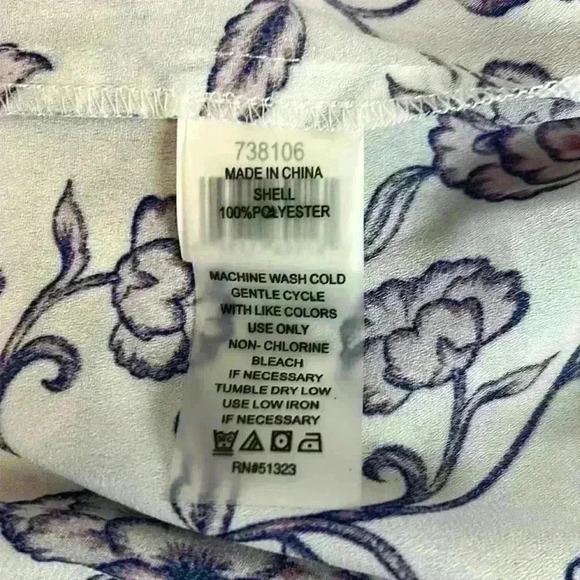 738106
MADE IN CHINA
SHELL
100%POLYESTER
MACHINE WASH COLD
GENTLE CYCLE
WITH LIKE COLORS
USE ONLY
NON- CHLORINE
BLEACH
IF NECESSARY
TUMBLE DRY LOW
USE LOW IRON
IF NECESSARY
RN#51323